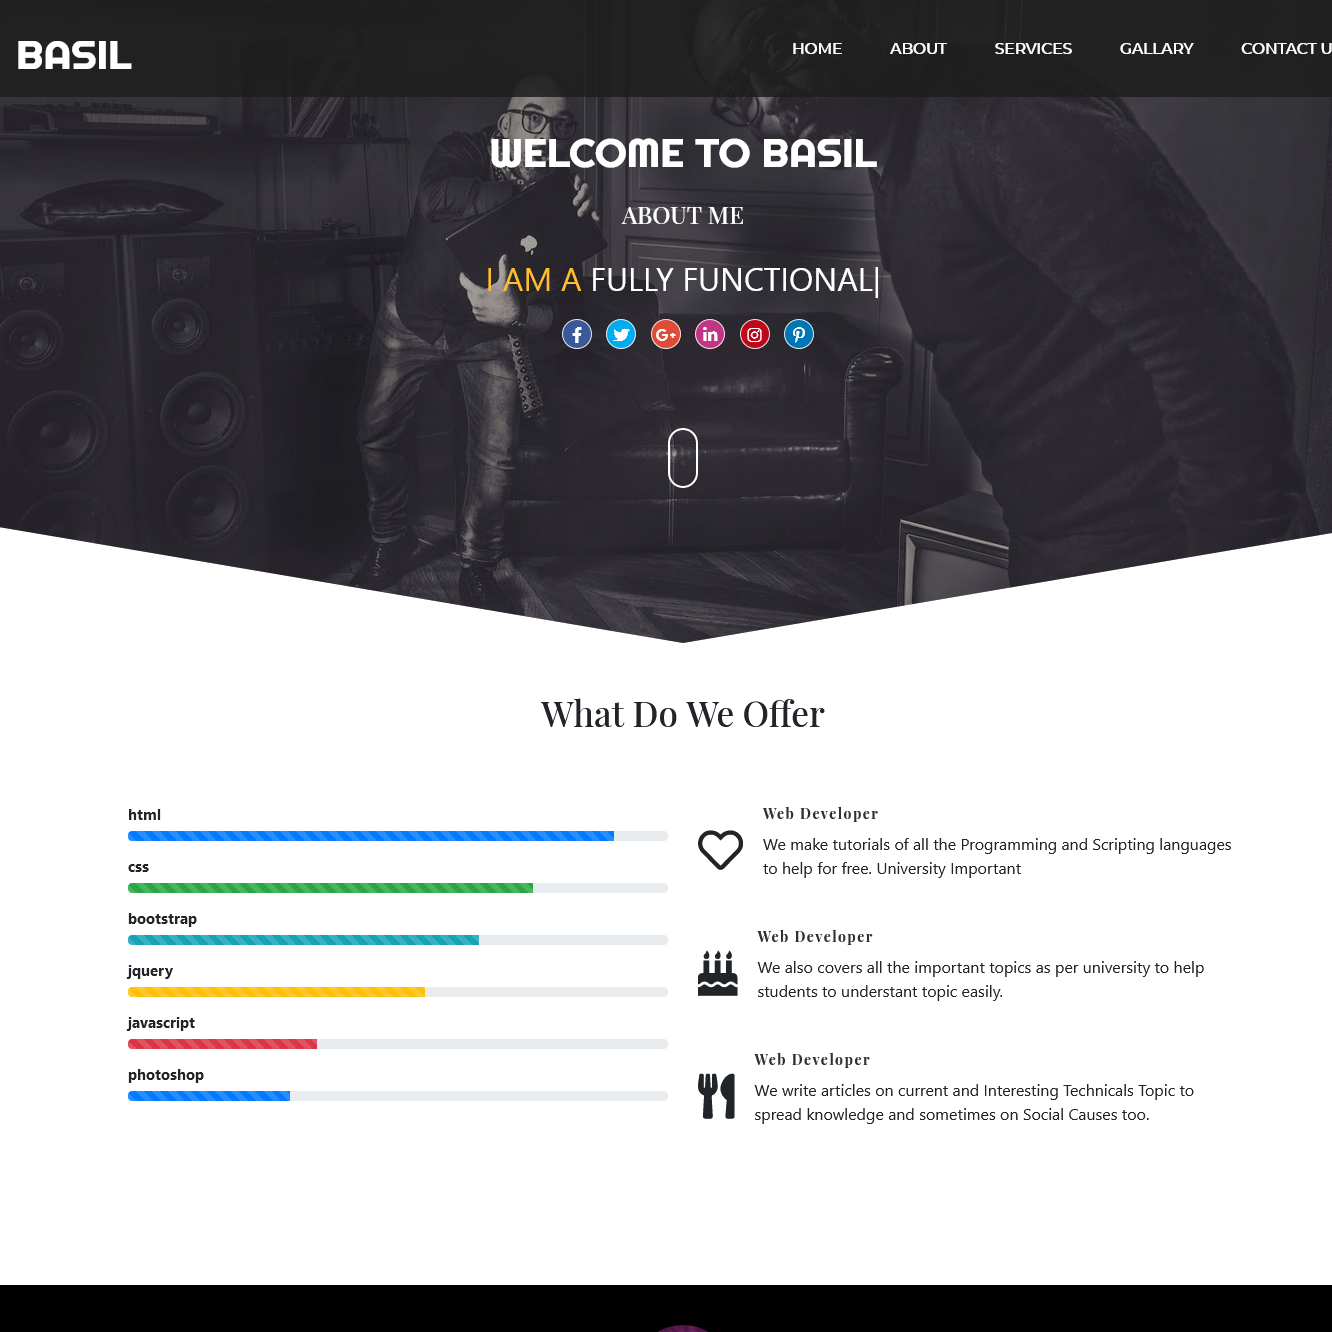 BASIL
HOME ABOUT SERVICES GALLARY CONTACT U
WELCOME TO BASIL
ABOUT ME
I AM A FULLY FUNCTIONAL|
What Do We Offer
html
css
bootstrap
jquery
javascript
photoshop
Web Developer
We make tutorials of all the Programming and Scripting languages
to help for free. University Important
Web Developer
We also covers all the important topics as per university to help
students to understant topic easily.
Web Developer
We write articles on current and Interesting Technicals Topic to
spread knowledge and sometimes on Social Causes too.